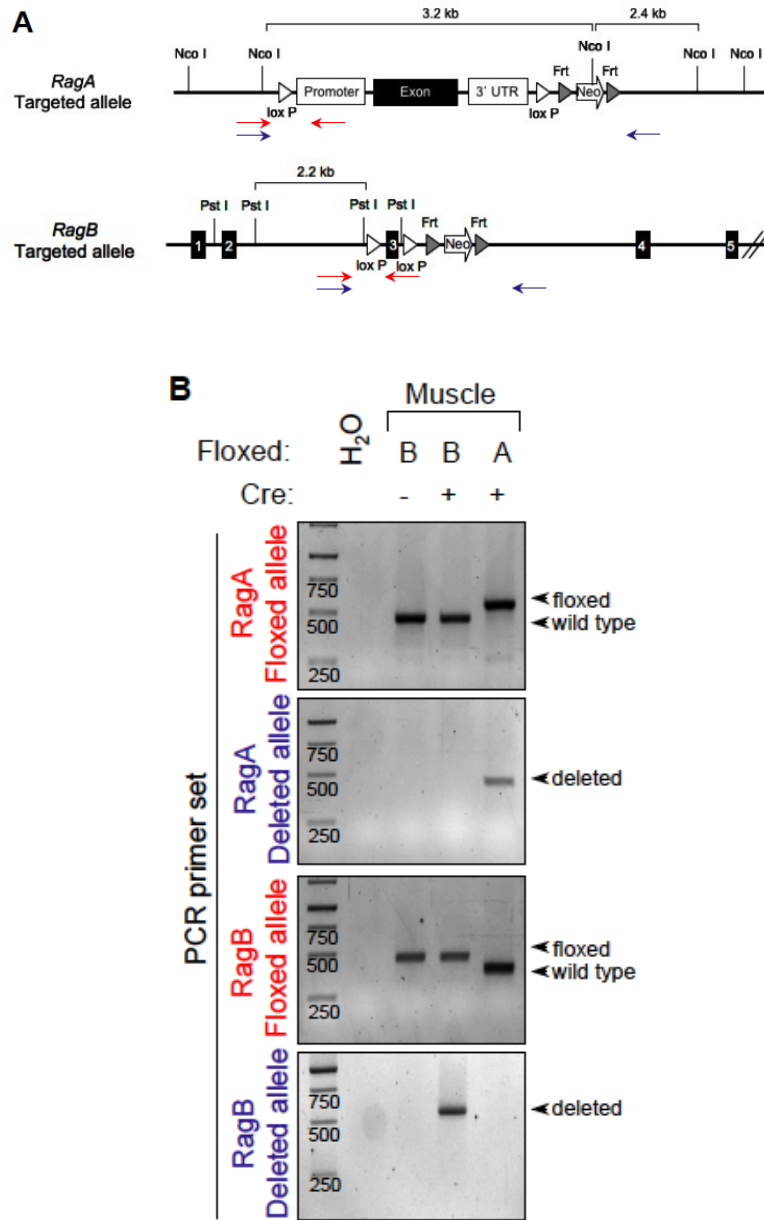 A
3.2 kb
2.4 kb
Nco I
Nco I
Nco I
Nco I
Nco I
RagA
Targeted allele
lox P
Promoter
Exon
3' UTR
lox P
Frt
Neo
Frt
2.2 kb
Pst I
Pst I
Pst I
Pst I
RagB
Targeted allele
1
2
lox P
3
lox P
Frt
Neo
Frt
4
5
B
Muscle
Floxed:
H2O
B
B
A
Cre:
-
+
+
PCR primer set
RagA
Floxed allele
750
500
250
floxed
wild type
RagA
Deleted allele
750
500
250
deleted
RagB
Floxed allele
750
500
250
floxed
wild type
RagB
Deleted allele
750
500
250
deleted